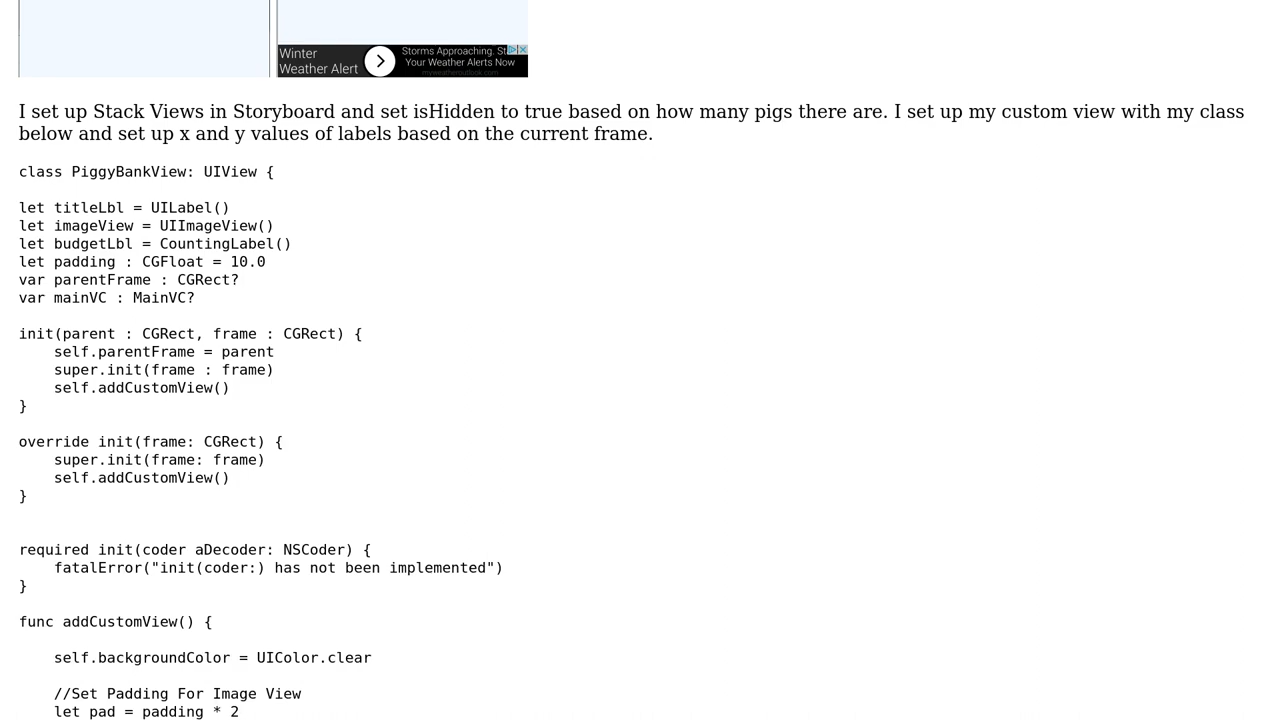 Winter
Weather Alert
Storms Approaching. St
Your Weather Alerts Now
myweatheroutlook.com
I set up Stack Views in Storyboard and set isHidden to true based on how many pigs there are. I set up my custom view with my class
below and set up x and y values of labels based on the current frame.
class PiggyBankView: UIView {
let titleLbl = UILabel()
let imageView = UIImageView()
let budgetLbl = CountingLabel()
let padding : CGFloat = 10.0
var parentFrame : CGRect?
var mainVC : MainVC?
init(parent : CGRect, frame : CGRect) {
    self.parentFrame = parent
    super.init(frame : frame)
    self.addCustomView()
}
override init(frame: CGRect) {
    super.init(frame: frame)
    self.addCustomView()
}
required init(coder aDecoder: NSCoder) {
    fatalError("init(coder:) has not been implemented")
}
func addCustomView() {
    self.backgroundColor = UIColor.clear
    //Set Padding For Image View
    let pad = padding * 2